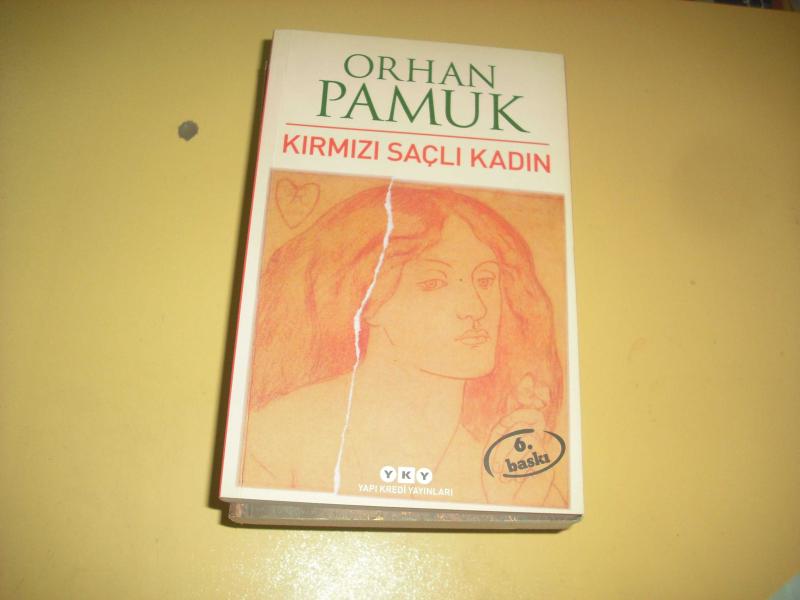 ORHAN
PAMUK
KIRMIZI SAÇLI KADIN
6.
baskı
YKY
YAPI KREDİ YAYINLARI